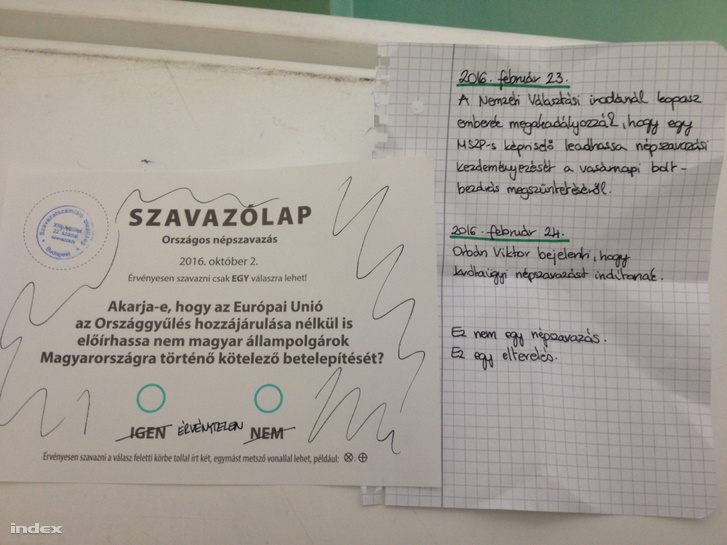 SZAVAZÓLAP
Országos népszavazás
2016. október 2.
Érvényesen szavazni csak EGY válaszra lehet!
Akarja-e, hogy az Európai Unió
az Országgyűlés hozzájárulása nélkül is
előírhassa nem magyar állampolgárok
Magyarországra történő kötelező betelepítését?
IGEN ÉRVÉNYTELEN NEM
Érvényesen szavazni a válasz feletti körbe tollal írt két, egymást metsző vonallal lehet, például:
2016. február 23.
A Nemzeti Választási irodánál kopasz
emberek megakadályozzák, hogy egy
MSZP-s képviselő leadhassa népszavazási
kezdeményezését a vasárnapi bolt-
bezárás megszüntetéséről.
2016. február 24.
Orbán Viktor bejelenti, hogy
kvótaügyi népszavazást indítanak.
Ez nem egy népszavazás.
Ez egy elterelés.
index